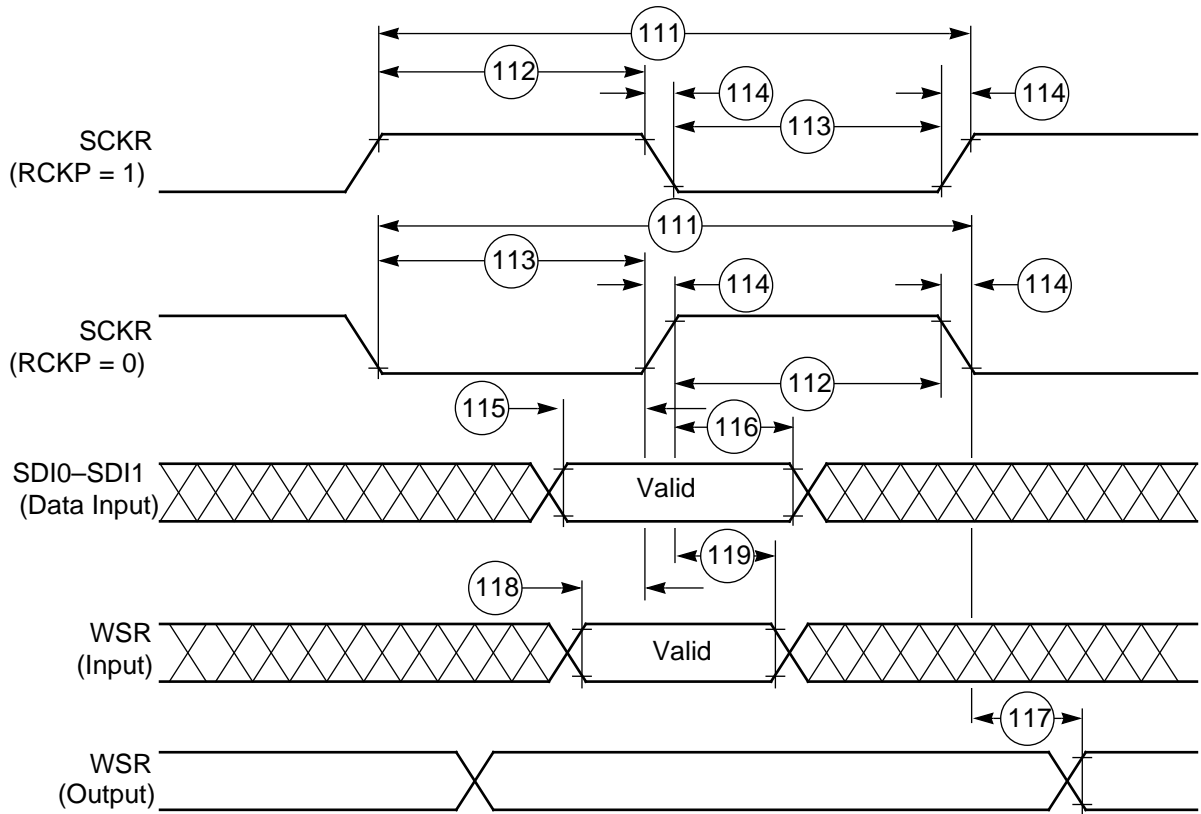 111
112
114
114
113
SCKR
(RCKP = 1)
111
113
114
114
SCKR
(RCKP = 0)
112
115
116
SDI0–SDI1
(Data Input)
Valid
119
118
WSR
(Input)
Valid
117
WSR
(Output)